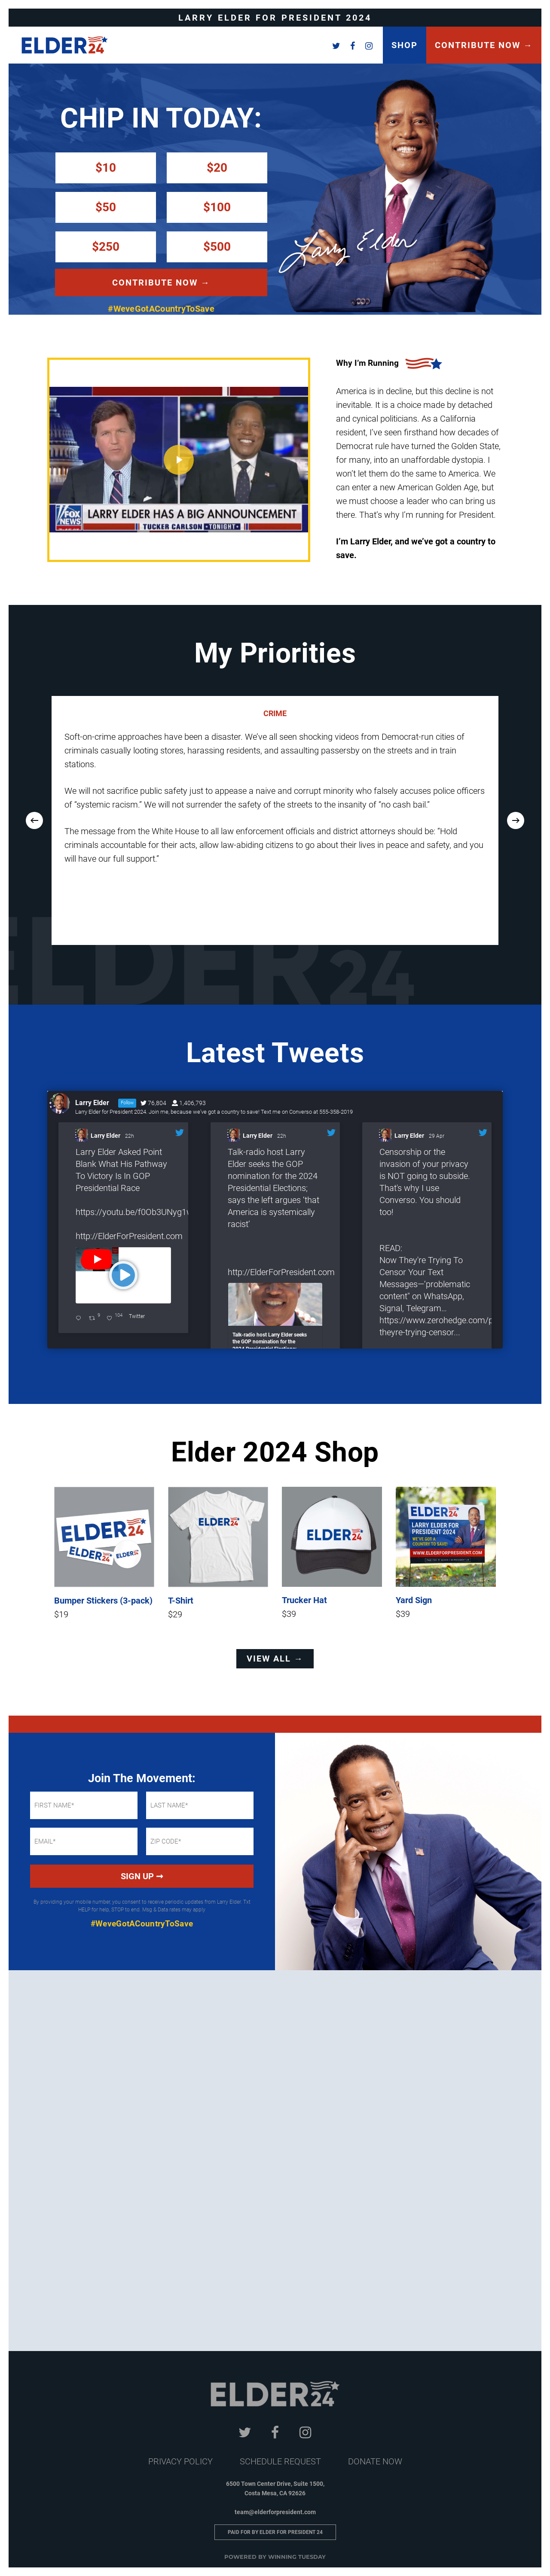 LARRY ELDER FOR PRESIDENT 2024
ELDER24
SHOP
CONTRIBUTE NOW →
CHIP IN TODAY:
$10
$20
$50
$100
$250
$500
CONTRIBUTE NOW →
#WeveGotACountryToSave
Larry Elder
FOX NEWS
LARRY ELDER HAS A BIG ANNOUNCEMENT
TUCKER CARLSON TONIGHT
Why I'm Running
America is in decline, but this decline is not
inevitable. It is a choice made by detached
and cynical politicians. As a California
resident, I've seen firsthand how decades of
Democrat rule have turned the Golden State,
for many, into an unaffordable dystopia. I
won't let them do the same to America. We
can enter a new American Golden Age, but
we must choose a leader who can bring us
there. That's why I'm running for President.
I'm Larry Elder, and we've got a country to
save.
My Priorities
CRIME
Soft-on-crime approaches have been a disaster. We've all seen shocking videos from Democrat-run cities of
criminals casually looting stores, harassing residents, and assaulting passersby on the streets and in train
stations.
We will not sacrifice public safety just to appease a naive and corrupt minority who falsely accuses police officers
of "systemic racism." We will not surrender the safety of the streets to the insanity of "no cash bail."
The message from the White House to all law enforcement officials and district attorneys should be: "Hold
criminals accountable for their acts, allow law-abiding citizens to go about their lives in peace and safety, and you
will have our full support."
ELDER24
Latest Tweets
Larry Elder Follow 76,804 1,406,793
Larry Elder for President 2024. Join me, because we've got a country to save! Text me on Converso at 555-358-2019
Larry Elder 22h
Larry Elder Asked Point
Blank What His Pathway
To Victory Is In GOP
Presidential Race
https://youtu.be/f0Ob3UNyg1
http://ElderForPresident.com
9 104 Twitter
Larry Elder 22h
Talk-radio host Larry
Elder seeks the GOP
nomination for the 2024
Presidential Elections;
says the left argues 'that
America is systemically
racist'
http://ElderForPresident.com
Talk-radio host Larry Elder seeks
the GOP nomination for the
2024 Presidential Elections;
Larry Elder 29 Apr
Censorship or the
invasion of your privacy
is NOT going to subside.
That's why I use
Converso. You should
too!
READ:
Now They're Trying To
Censor Your Text
Messages—'problematic
content" on WhatsApp,
Signal, Telegram...
https://www.zerohedge.com/p
theyre-trying-censor...
Elder 2024 Shop
ELDER24
ELDER24
ELDER24
ELDER24
ELDER24
ELDER24
LARRY ELDER FOR
PRESIDENT 2024
WE'VE GOT A
COUNTRY TO SAVE!
WWW.ELDERFORPRESIDENT.COM
Bumper Stickers (3-pack)
$19
T-Shirt
$29
Trucker Hat
$39
Yard Sign
$39
VIEW ALL →
Join The Movement:
FIRST NAME*
LAST NAME*
EMAIL*
ZIP CODE*
SIGN UP ➞
By providing your mobile number, you consent to receive periodic updates from Larry Elder. Txt
HELP for help; STOP to end. Msg & Data rates may apply
#WeveGotACountryToSave
ELDER24
PRIVACY POLICY
SCHEDULE REQUEST
DONATE NOW
6500 Town Center Drive, Suite 1500,
Costa Mesa, CA 92626
team@elderforpresident.com
PAID FOR BY ELDER FOR PRESIDENT 24
POWERED BY WINNING TUESDAY